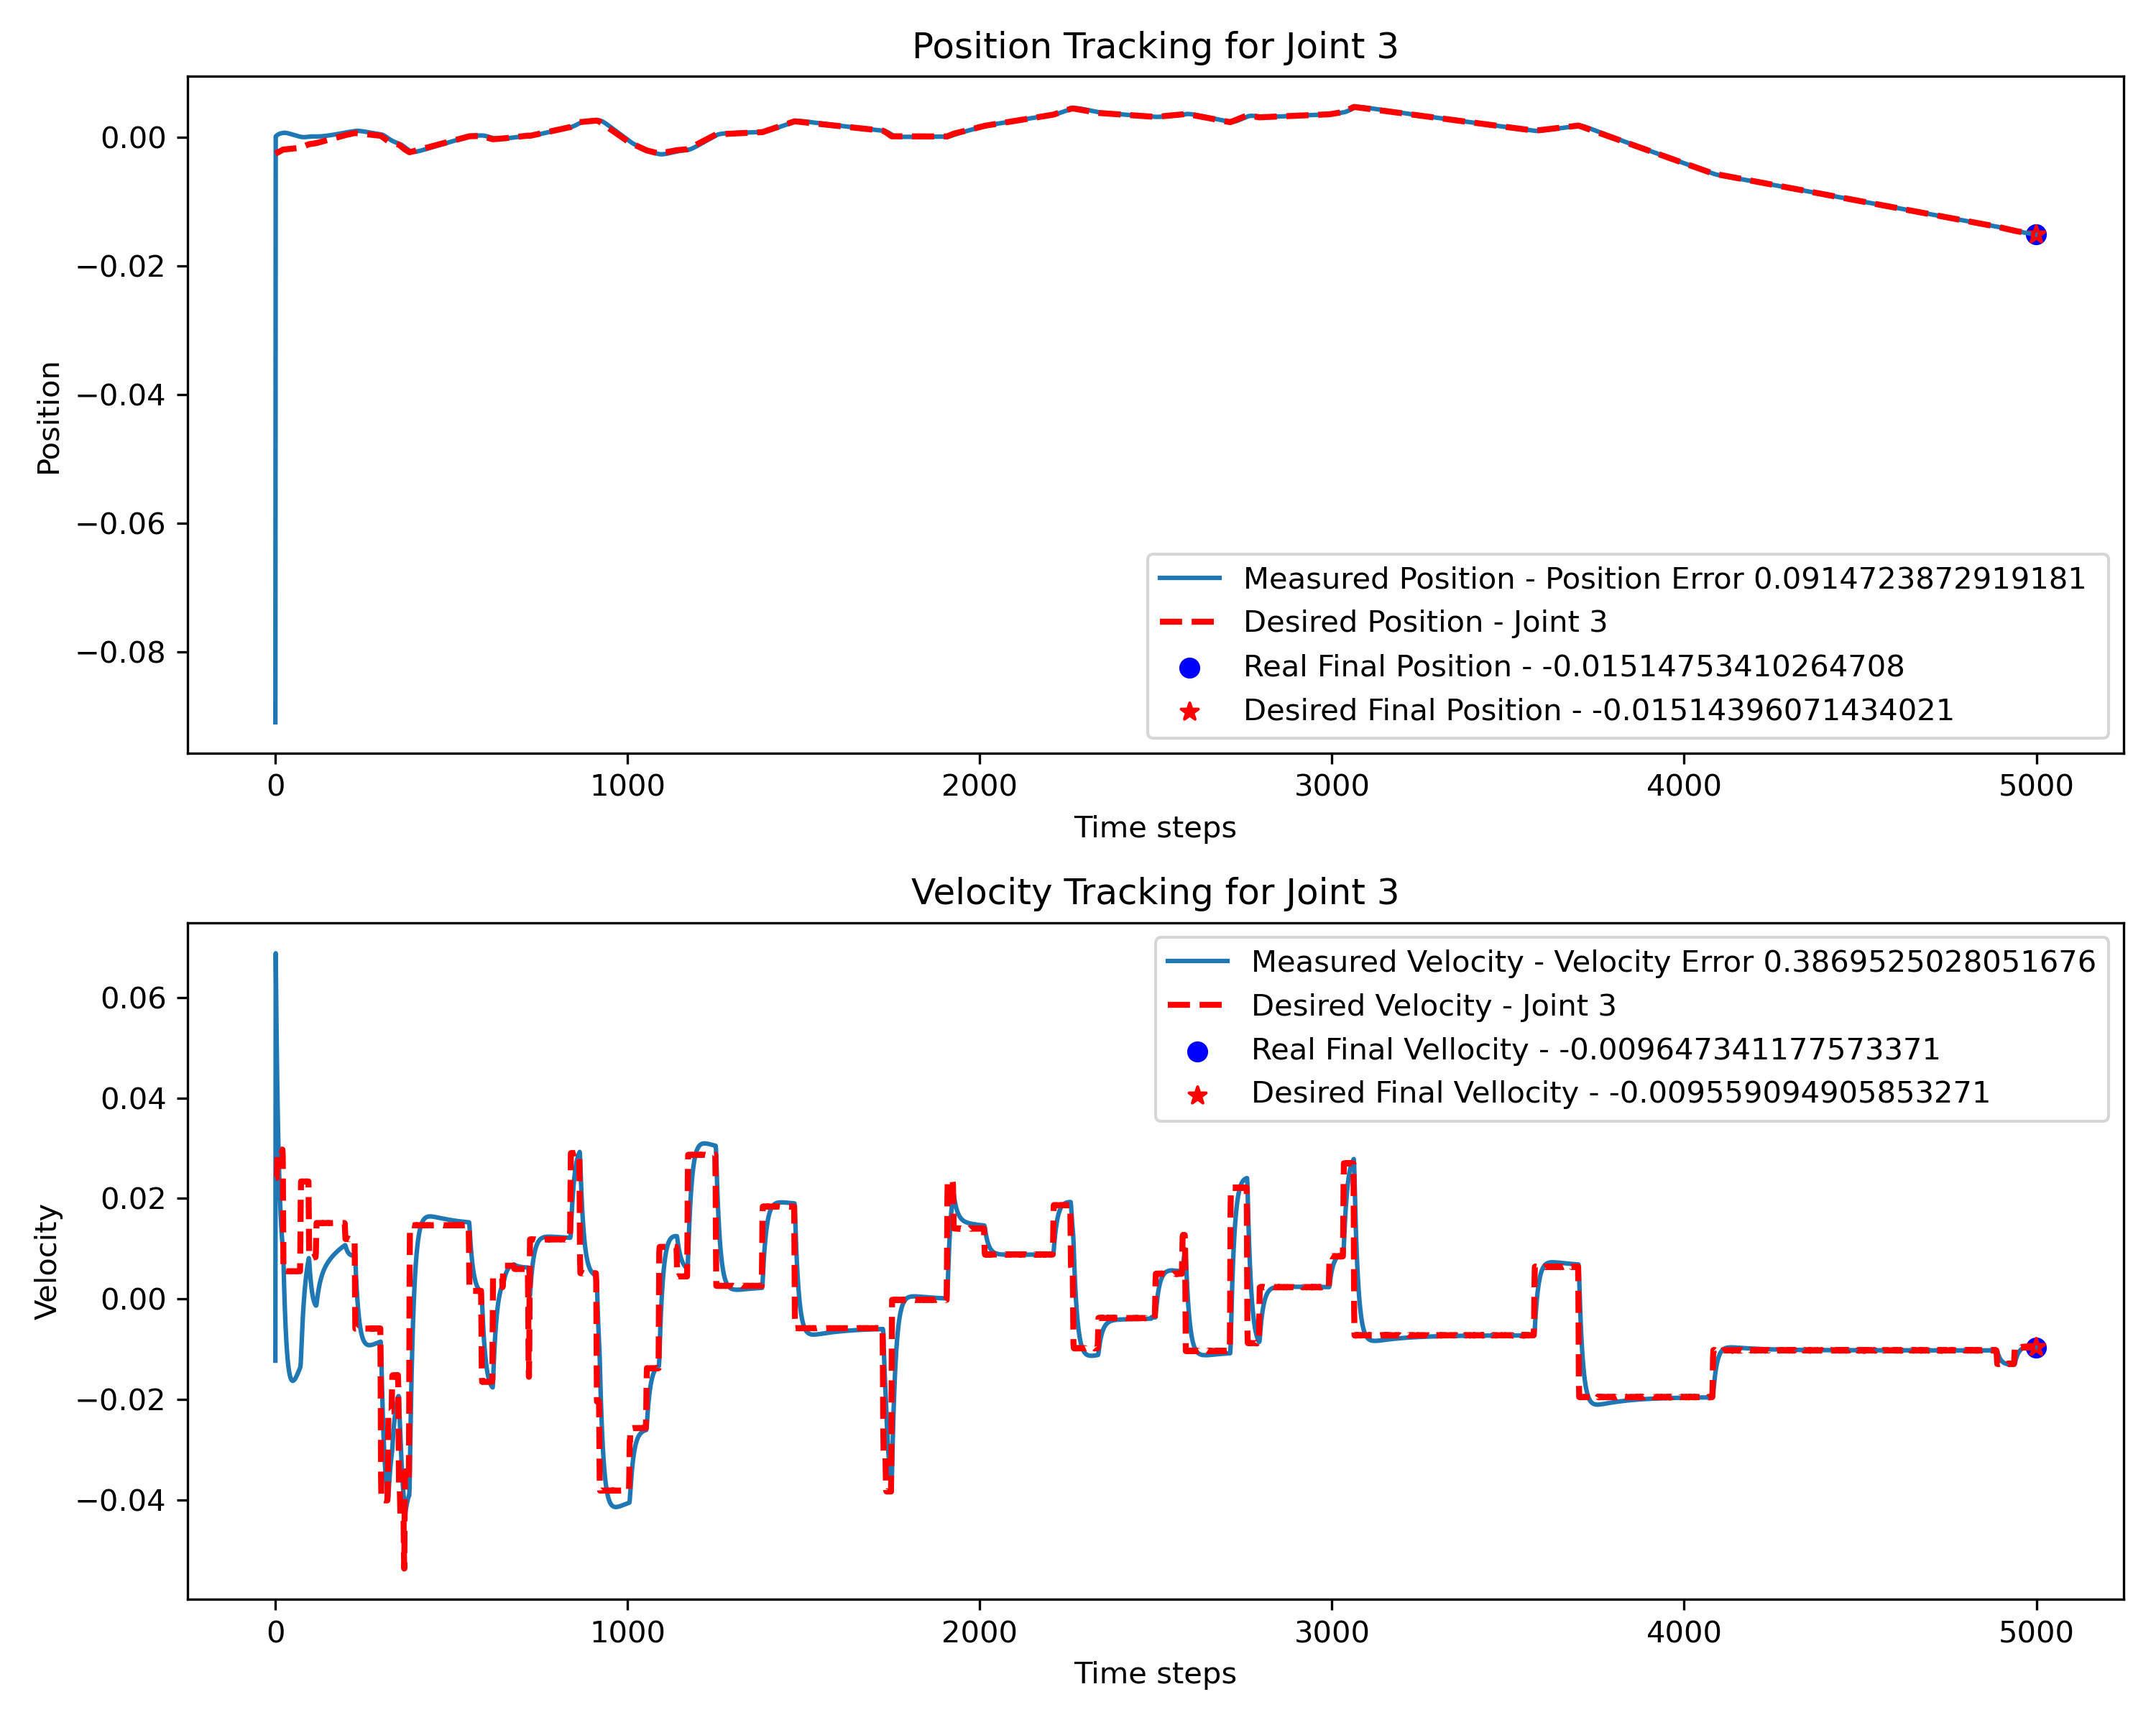 Position Tracking for Joint 3
0.00
−0.02
−0.04
−0.06
−0.08
Position
Measured Position - Position Error 0.0914723872919181
Desired Position - Joint 3
Real Final Position - -0.01514753410264708
Desired Final Position - -0.01514396071434021
0 1000 2000 3000 4000 5000
Time steps
Velocity Tracking for Joint 3
0.06
0.04
0.02
0.00
−0.02
−0.04
Velocity
Measured Velocity - Velocity Error 0.3869525028051676
Desired Velocity - Joint 3
Real Final Vellocity - -0.009647341177573371
Desired Final Vellocity - -0.009559094905853271
0 1000 2000 3000 4000 5000
Time steps